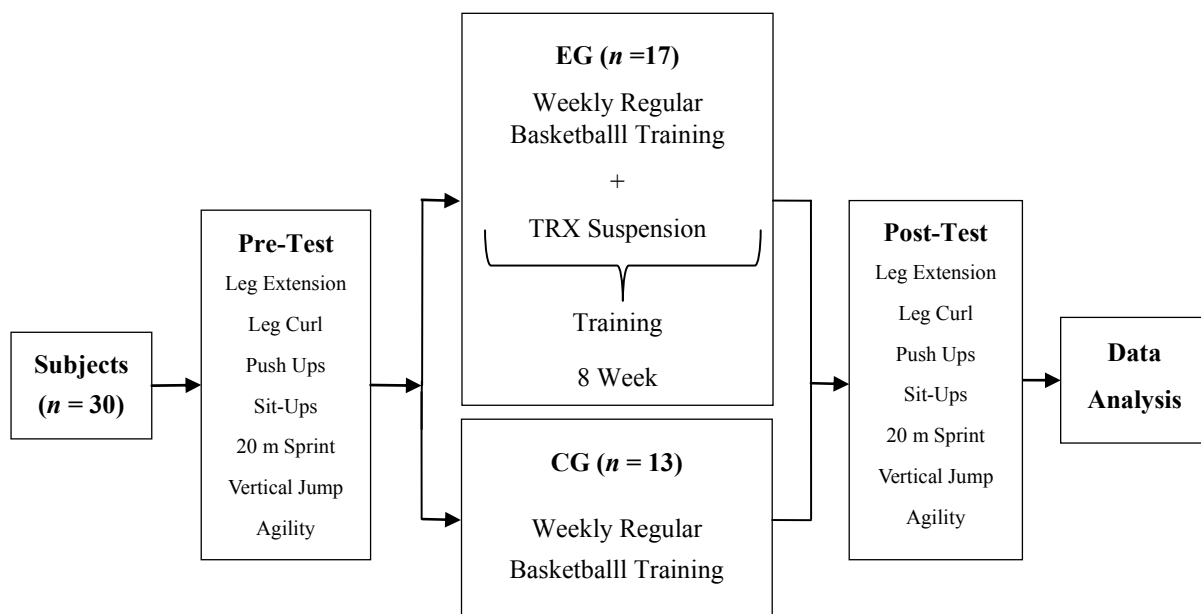 Subjects
(n = 30)
Pre-Test
Leg Extension
Leg Curl
Push Ups
Sit-Ups
20 m Sprint
Vertical Jump
Agility
EG (n =17)
Weekly Regular
Basketballl Training
+
TRX Suspension
Training
8 Week
CG (n = 13)
Weekly Regular
Basketballl Training
Post-Test
Leg Extension
Leg Curl
Push Ups
Sit-Ups
20 m Sprint
Vertical Jump
Agility
Data
Analysis